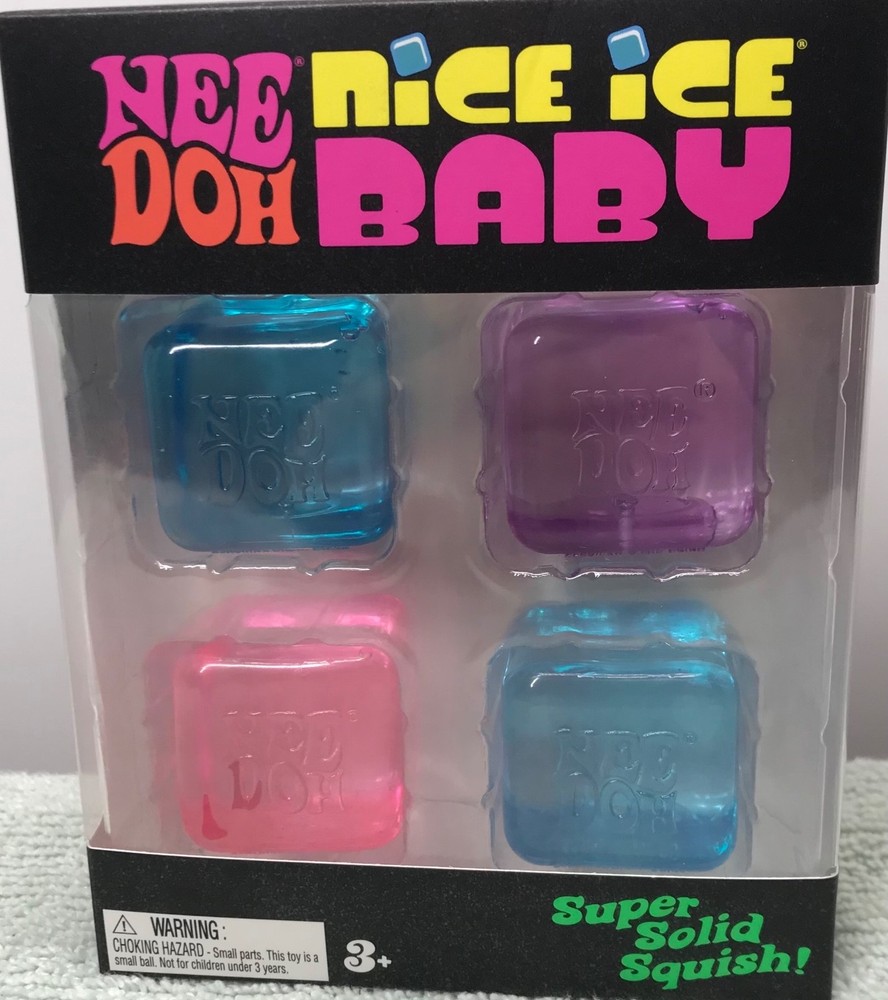 NEE® NICE ICE®
DOH BABY
NEE
DOH
NEE®
DOH
NEE
DOH
NEE
DOH
⚠ WARNING:
CHOKING HAZARD - Small parts. This toy is a
small ball. Not for children under 3 years.
3+
Super
Solid
Squish!